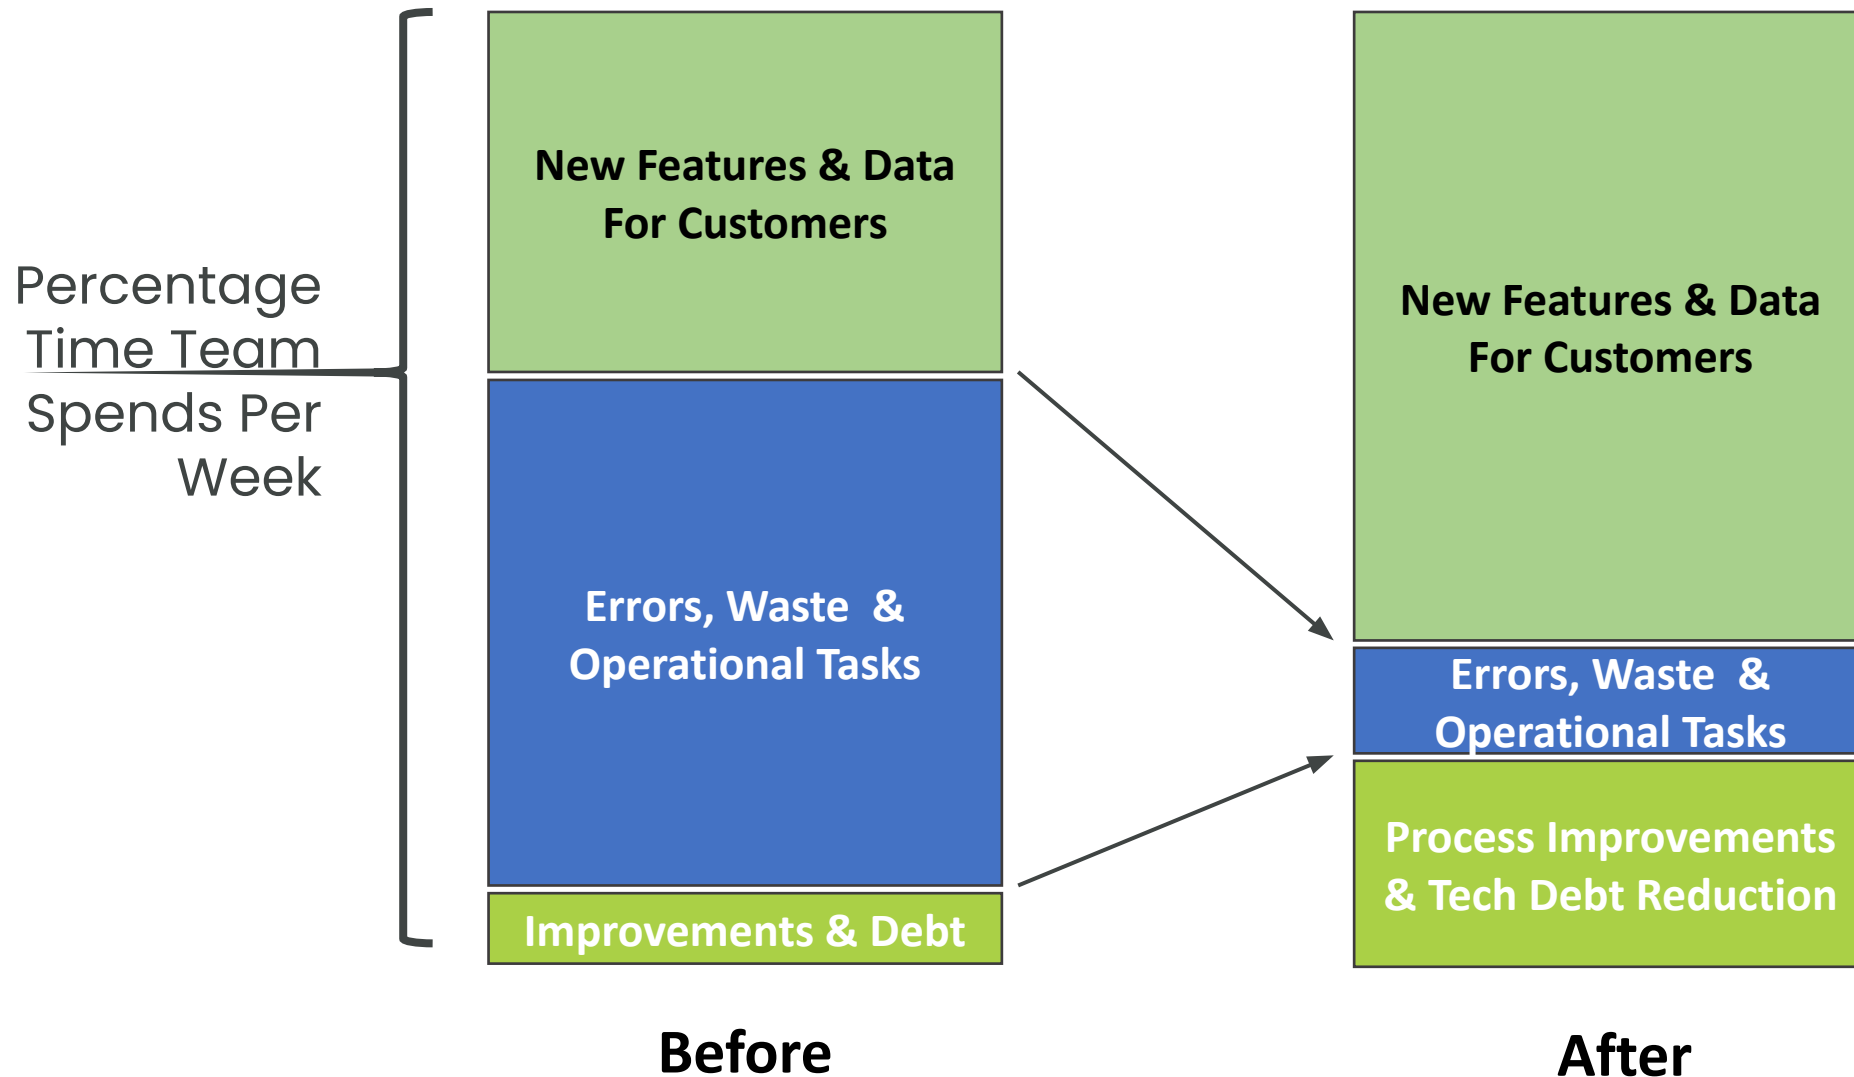 Percentage
Time Team
Spends Per
Week
New Features & Data
For Customers
Errors, Waste  &
Operational Tasks
Improvements & Debt
Before
New Features & Data
For Customers
Errors, Waste  &
Operational Tasks
Process Improvements
& Tech Debt Reduction
After